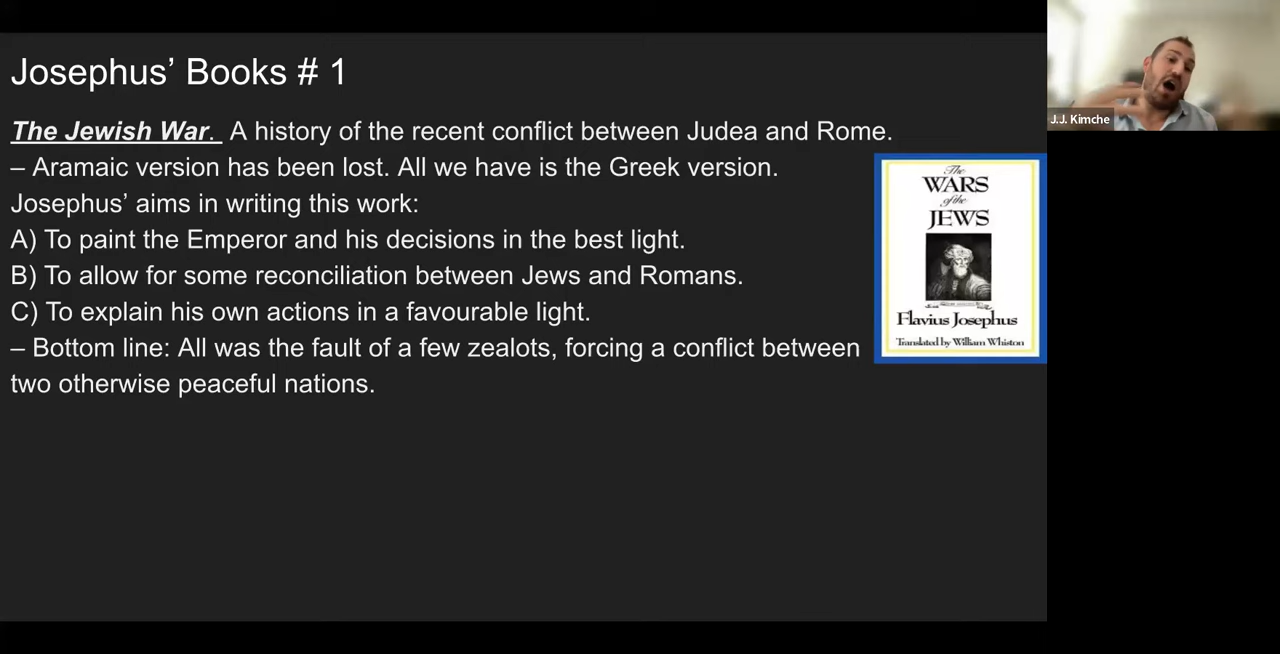 Josephus’ Books # 1
The Jewish War. A history of the recent conflict between Judea and Rome.
– Aramaic version has been lost. All we have is the Greek version.
Josephus’ aims in writing this work:
A) To paint the Emperor and his decisions in the best light.
B) To allow for some reconciliation between Jews and Romans.
C) To explain his own actions in a favourable light.
– Bottom line: All was the fault of a few zealots, forcing a conflict between
two otherwise peaceful nations.
The
WARS
of the
JEWS
Flavius Josephus
Translated by William Whiston
J.J. Kimche